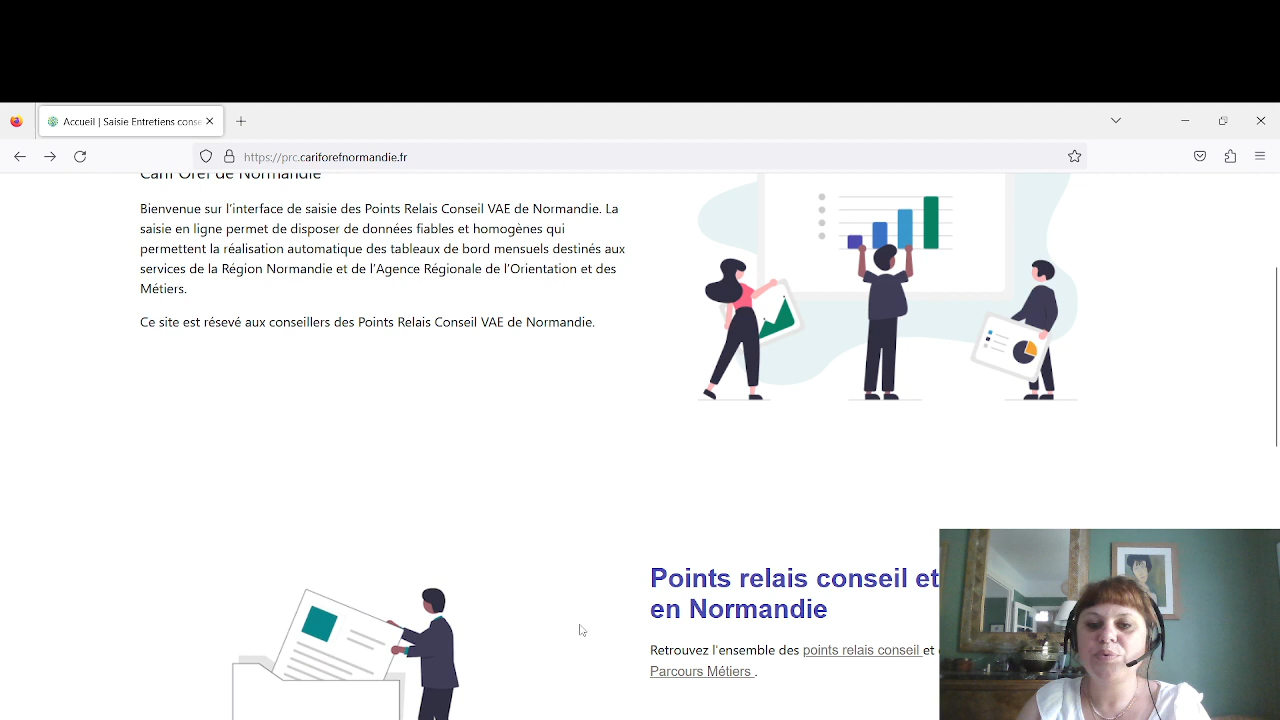 Accueil | Saisie Entretiens conse
https://prc.cariforefnormandie.fr
Carif Oref de Normandie
Bienvenue sur l'interface de saisie des Points Relais Conseil VAE de Normandie. La
saisie en ligne permet de disposer de données fiables et homogènes qui
permettent la réalisation automatique des tableaux de bord mensuels destinés aux
services de la Région Normandie et de l'Agence Régionale de l'Orientation et des
Métiers.
Ce site est résevé aux conseillers des Points Relais Conseil VAE de Normandie.
Points relais conseil et
en Normandie
Retrouvez l'ensemble des points relais conseil et
Parcours Métiers .